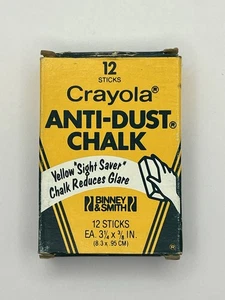 12
STICKS
Crayola®
ANTI-DUST®
CHALK
Yellow "Sight Saver"
Chalk Reduces Glare
BINNEY
& SMITH
12 STICKS
EA. 3¼ x ⅜ IN.
(8.3 x .95 CM)
®